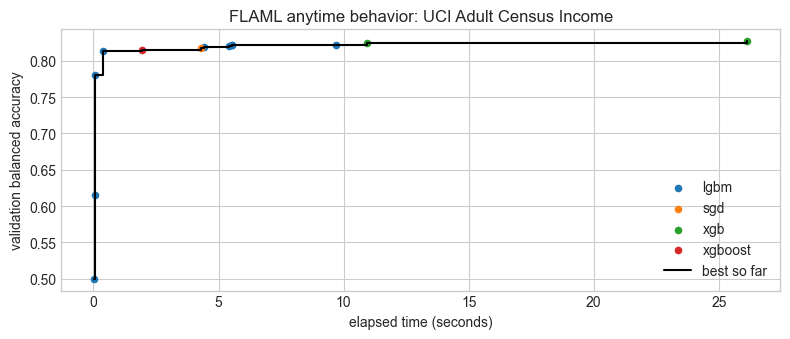 FLAML anytime behavior: UCI Adult Census Income
validation balanced accuracy
0.80
0.75
0.70
0.65
0.60
0.55
0.50
lgbm
sgd
xgb
xgboost
best so far
0
5
10
15
20
25
elapsed time (seconds)